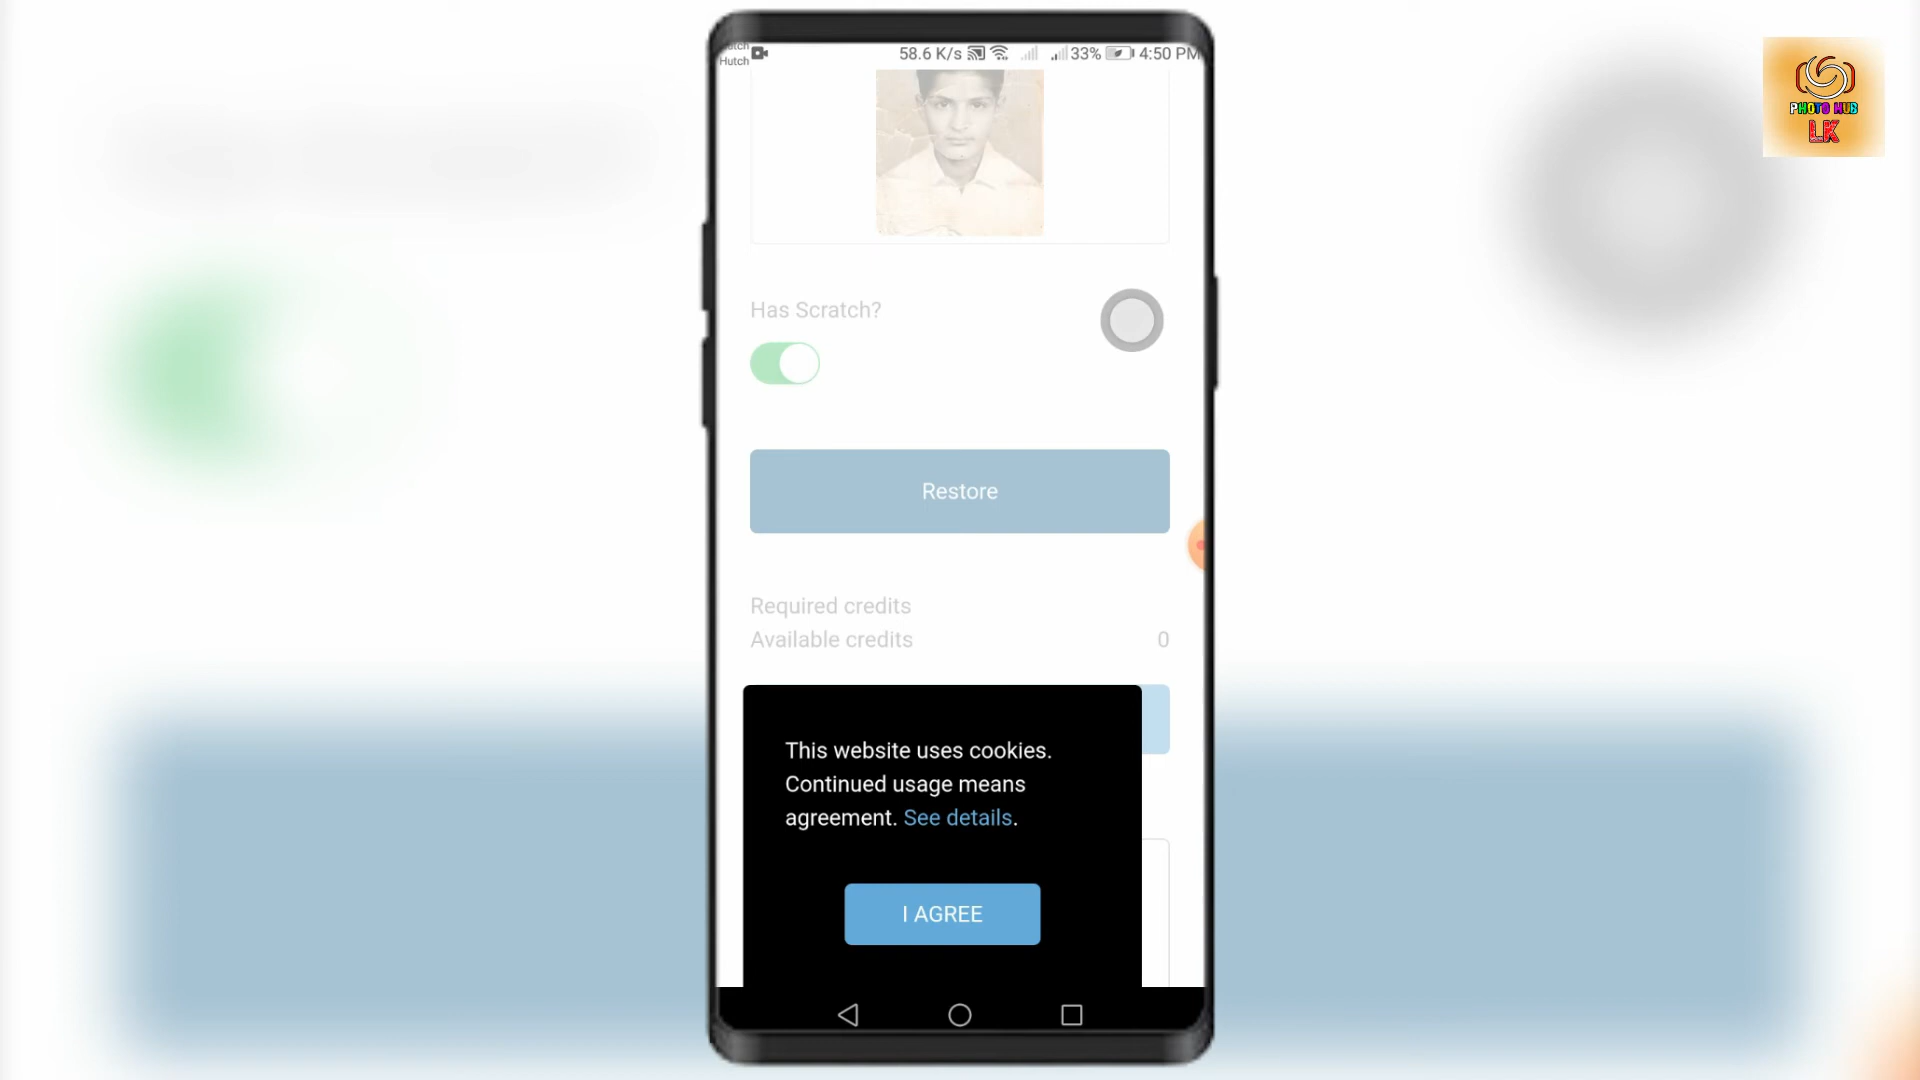 58.6 K/s 33% 4:50 PM
Hutch
PHOTO HUB
LK
Has Scratch?
Restore
Required credits
Available credits 0
This website uses cookies.
Continued usage means
agreement. See details.
I AGREE